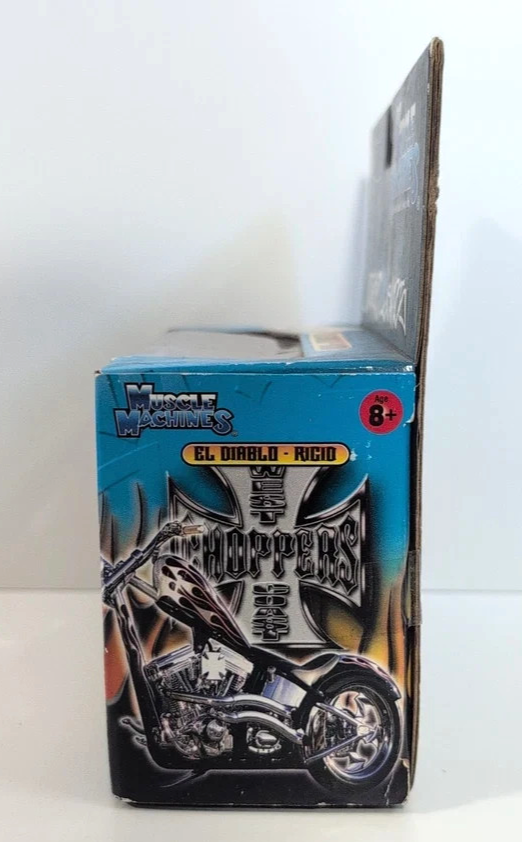 MUSCLE
MACHINES
Age
8+
EL DIABLO - RIGID
WEST
CHOPPERS
COAST